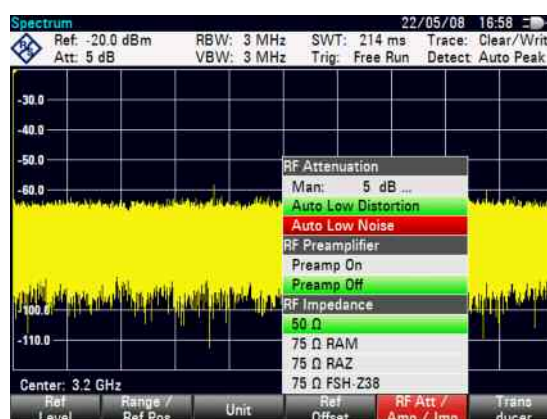 Spectrum 22/05/08 16:58
Ref: -20.0 dBm RBW: 3 MHz SWT: 214 ms Trace: Clear/Writ
Att: 5 dB VBW: 3 MHz Trig: Free Run Detect: Auto Peak
-30.0
-40.0
-50.0
-60.0
-100.0
-110.0
RF Attenuation
Man: 5 dB ...
Auto Low Distortion
Auto Low Noise
RF Preamplifier
Preamp On
Preamp Off
RF Impedance
50 Ω
75 Ω RAM
75 Ω RAZ
75 Ω FSH-Z38
Center: 3.2 GHz
Ref Level
Range / Ref Pos
Unit
Ref Offset
RF Att / Amp / Imp
Trans ducer